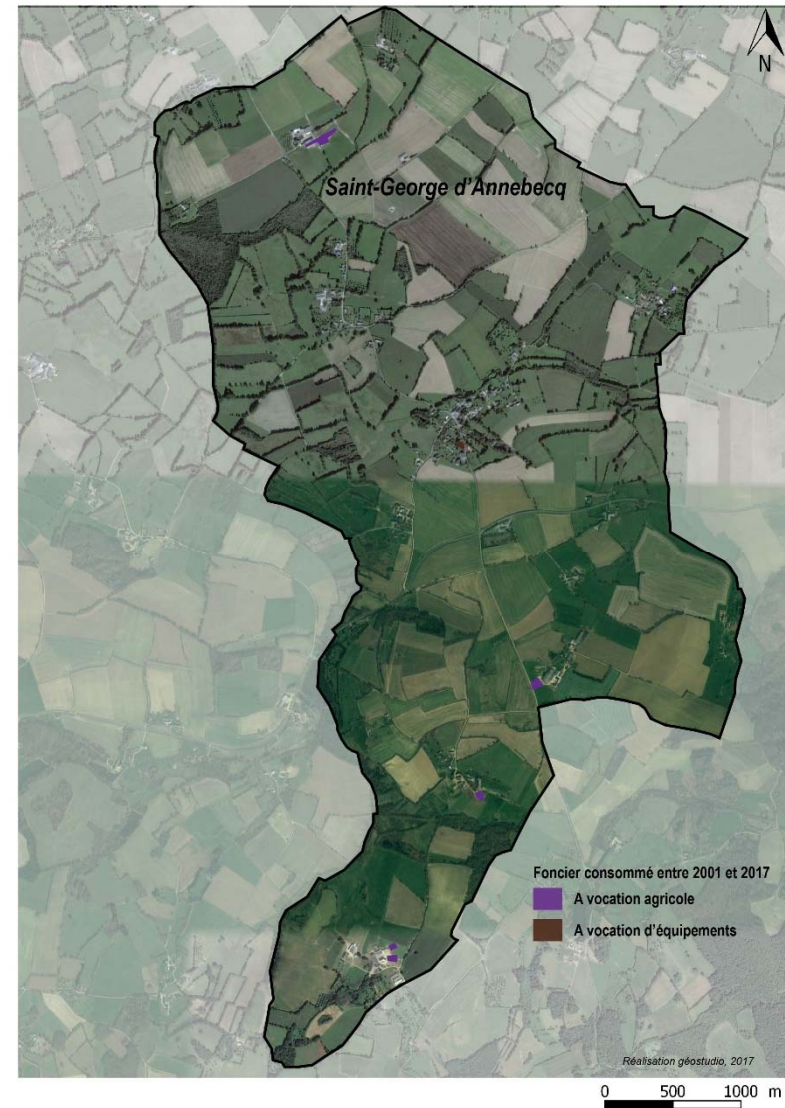 N
Saint-George d'Annebecq
Foncier consommé entre 2001 et 2017
A vocation agricole
A vocation d'équipements
Réalisation géostudio, 2017
0 500 1000 m